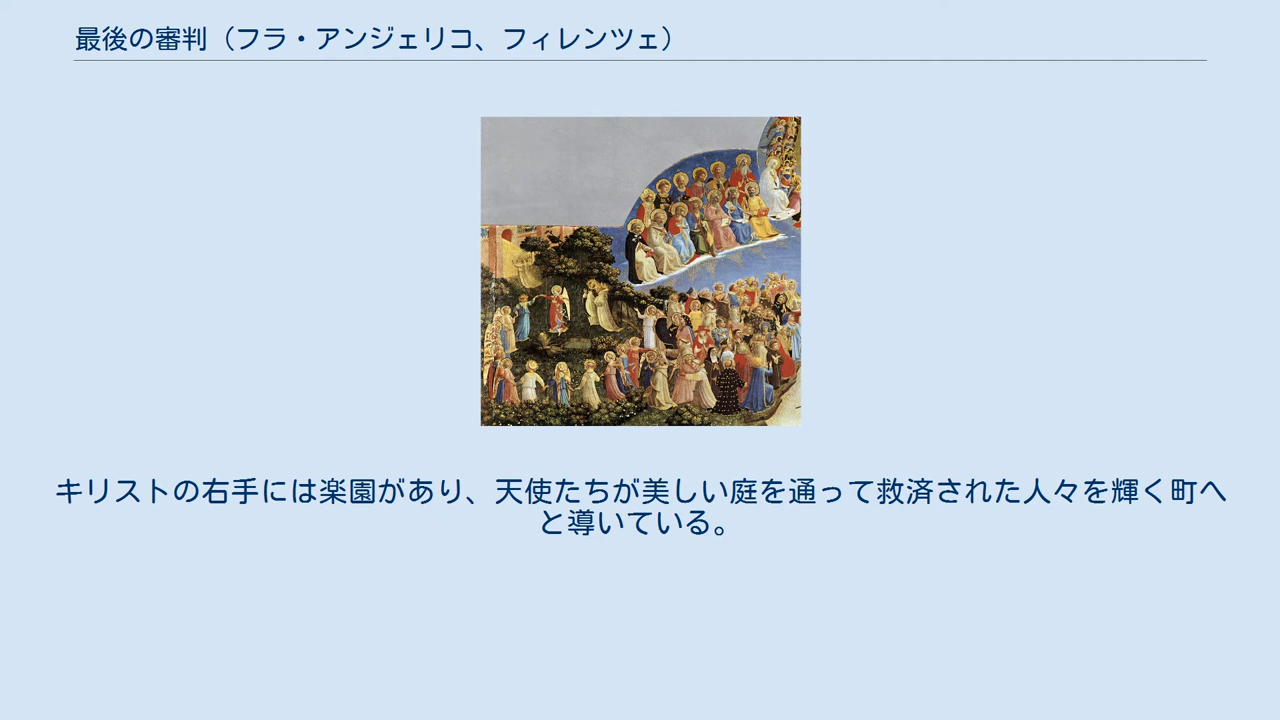 最後の審判（フラ・アンジェリコ、フィレンツェ）
キリストの右手には楽園があり、天使たちが美しい庭を通って救済された人々を輝く町へ
と導いている。